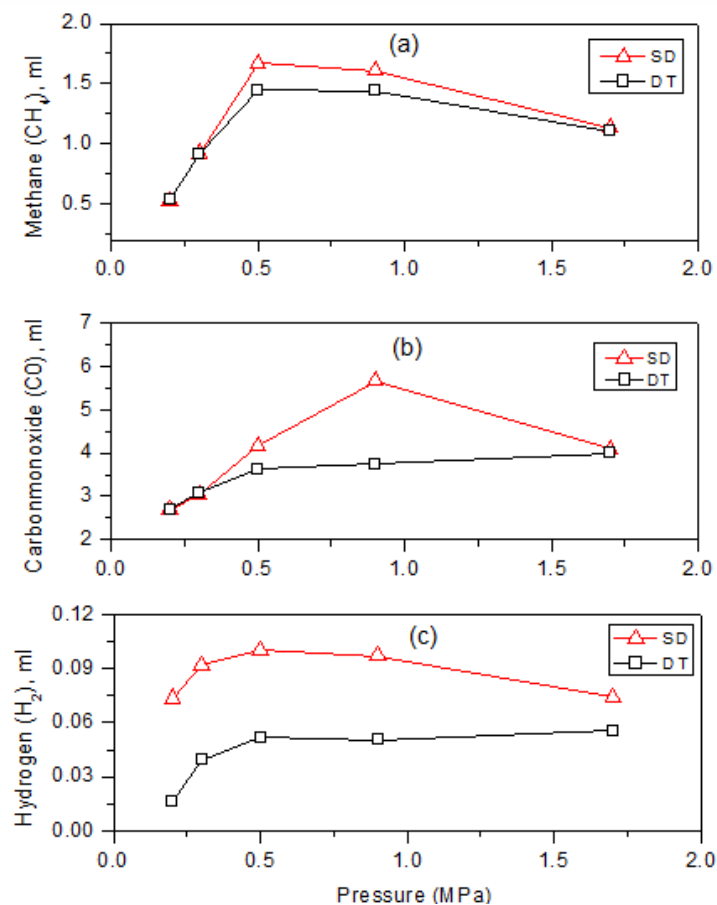 (a)
SD
DT
Methane (CH₄), ml
2.0
1.5
1.0
0.5
0.0 0.5 1.0 1.5 2.0
(b)
SD
DT
Carbonmonoxide (C0), ml
7
6
5
4
3
2
0.0 0.5 1.0 1.5 2.0
(c)
SD
DT
Hydrogen (H₂), ml
0.12
0.09
0.06
0.03
0.00
0.0 0.5 1.0 1.5 2.0
Pressure (MPa)